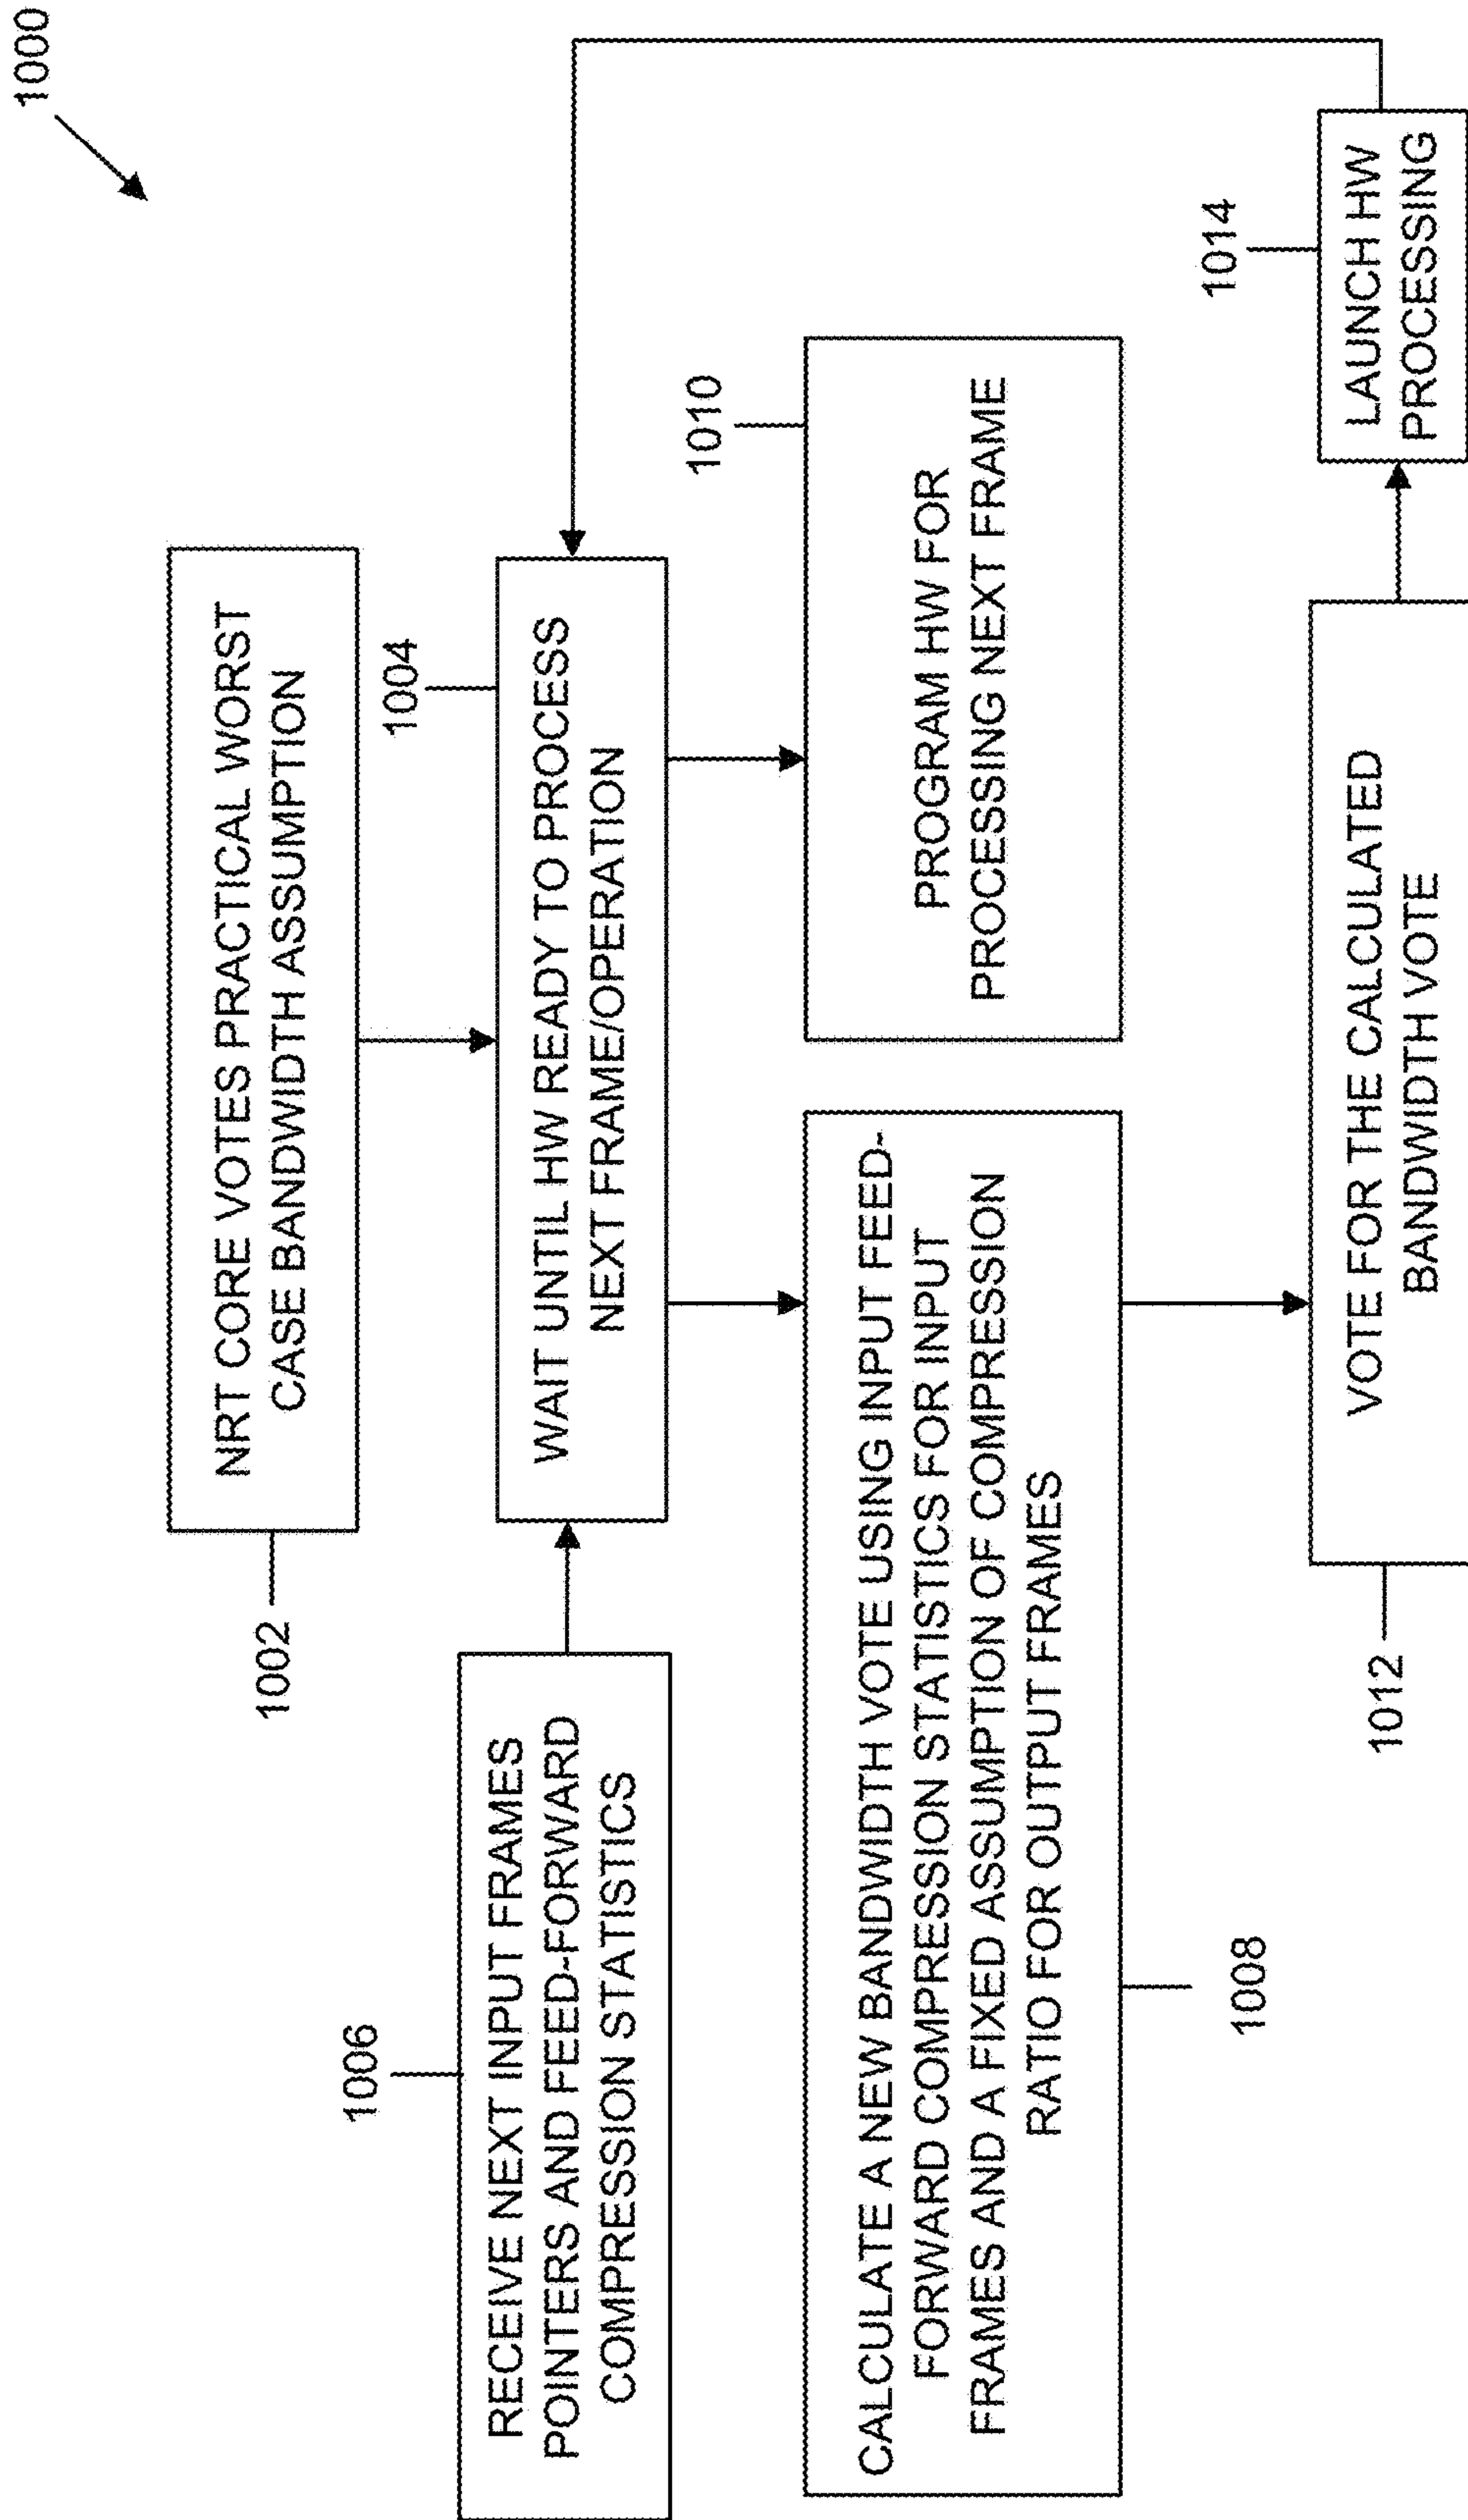 1000
NRT CORE VOTES PRACTICAL WORST
CASE BANDWIDTH ASSUMPTION
1002
1004
1006
RECEIVE NEXT INPUT FRAMES
POINTERS AND FEED-FORWARD
COMPRESSION STATISTICS
WAIT UNTIL HW READY TO PROCESS
NEXT FRAME/OPERATION
1010
CALCULATE A NEW BANDWIDTH VOTE USING INPUT FEED-
FORWARD COMPRESSION STATISTICS FOR INPUT
FRAMES AND A FIXED ASSUMPTION OF COMPRESSION
RATIO FOR OUTPUT FRAMES
PROGRAM HW FOR
PROCESSING NEXT FRAME
1008
1014
VOTE FOR THE CALCULATED
BANDWIDTH VOTE
1012
LAUNCH HW
PROCESSING